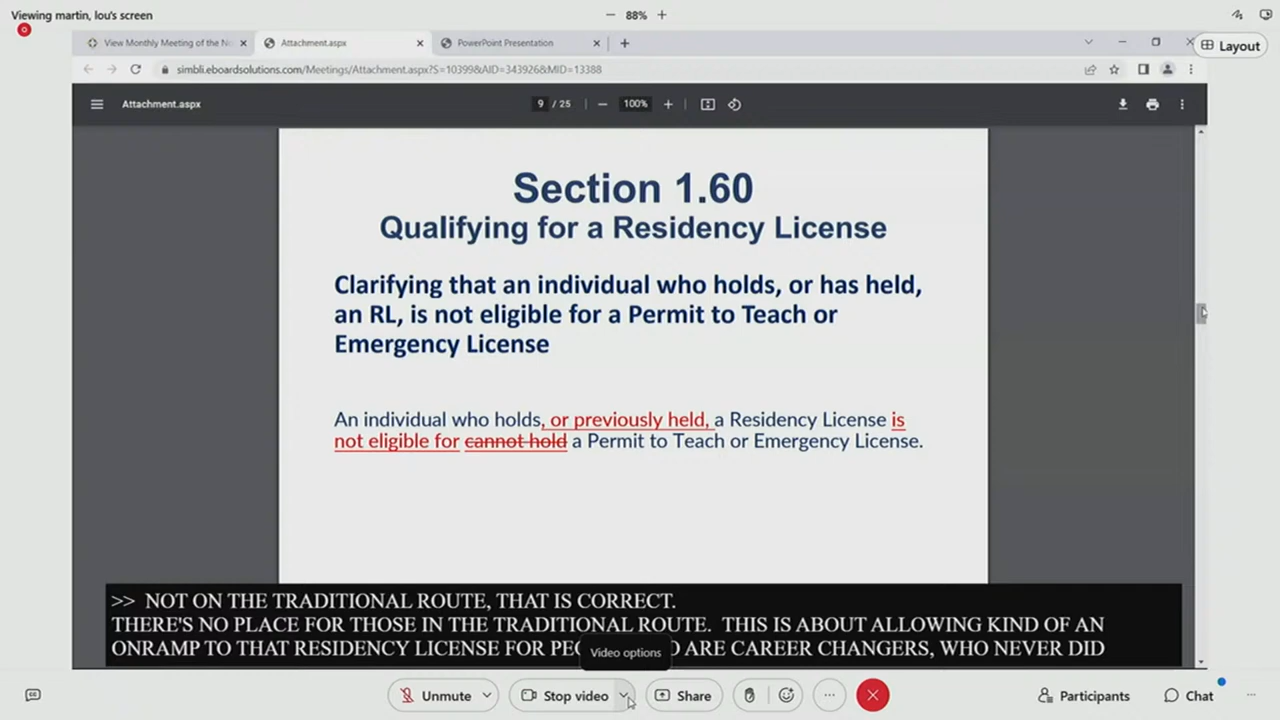 Viewing martin, lou's screen
88%
Layout
View Monthly Meeting of the No
Attachment.aspx
PowerPoint Presentation
simbli.eboardsolutions.com/Meetings/Attachment.aspx?S=10399&AID=343926&MID=13388
Attachment.aspx
9 / 25
100%
Section 1.60
Qualifying for a Residency License
Clarifying that an individual who holds, or has held,
an RL, is not eligible for a Permit to Teach or
Emergency License
An individual who holds, or previously held, a Residency License is
not eligible for cannot hold a Permit to Teach or Emergency License.
>> NOT ON THE TRADITIONAL ROUTE, THAT IS CORRECT.
THERE'S NO PLACE FOR THOSE IN THE TRADITIONAL ROUTE. THIS IS ABOUT ALLOWING KIND OF AN
ONRAMP TO THAT RESIDENCY LICENSE FOR ARE CAREER CHANGERS, WHO NEVER DID
Video options
Unmute
Stop video
Share
Participants
Chat